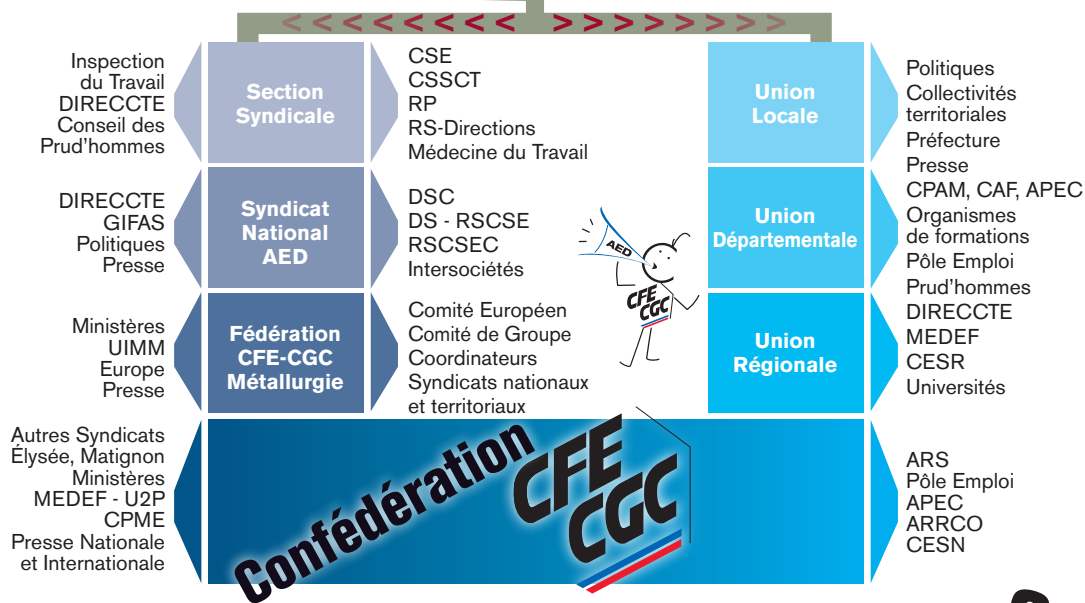 < < < < < < < < < > > > > > > > > >
Inspection
du Travail
DIRECCTE
Conseil des
Prud'hommes
Section
Syndicale
CSE
CSSCT
RP
RS-Directions
Médecine du Travail
DIRECCTE
GIFAS
Politiques
Presse
Syndicat
National
AED
DSC
DS - RSCSE
RSCSEC
Intersociétés
Ministères
UIMM
Europe
Presse
Fédération
CFE-CGC
Métallurgie
Comité Européen
Comité de Groupe
Coordinateurs
Syndicats nationaux
et territoriaux
AED
CFE
CGC
Union
Locale
Union
Départementale
Union
Régionale
Politiques
Collectivités
territoriales
Préfecture
Presse
CPAM, CAF, APEC
Organismes
de formations
Pôle Emploi
Prud'hommes
DIRECCTE
MEDEF
CESR
Universités
Autres Syndicats
Élysée, Matignon
Ministères
MEDEF - U2P
CPME
Presse Nationale
et Internationale
Confédération
CFE
CGC
ARS
Pôle Emploi
APEC
ARRCO
CESN